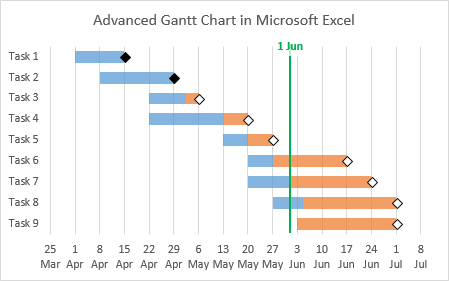 Advanced Gantt Chart in Microsoft Excel
1 Jun
Task 1
Task 2
Task 3
Task 4
Task 5
Task 6
Task 7
Task 8
Task 9
25 1 8 15 22 29 6 13 20 27 3 10 17 24 1 8
Mar Apr Apr Apr Apr Apr May May May May Jun Jun Jun Jun Jul Jul